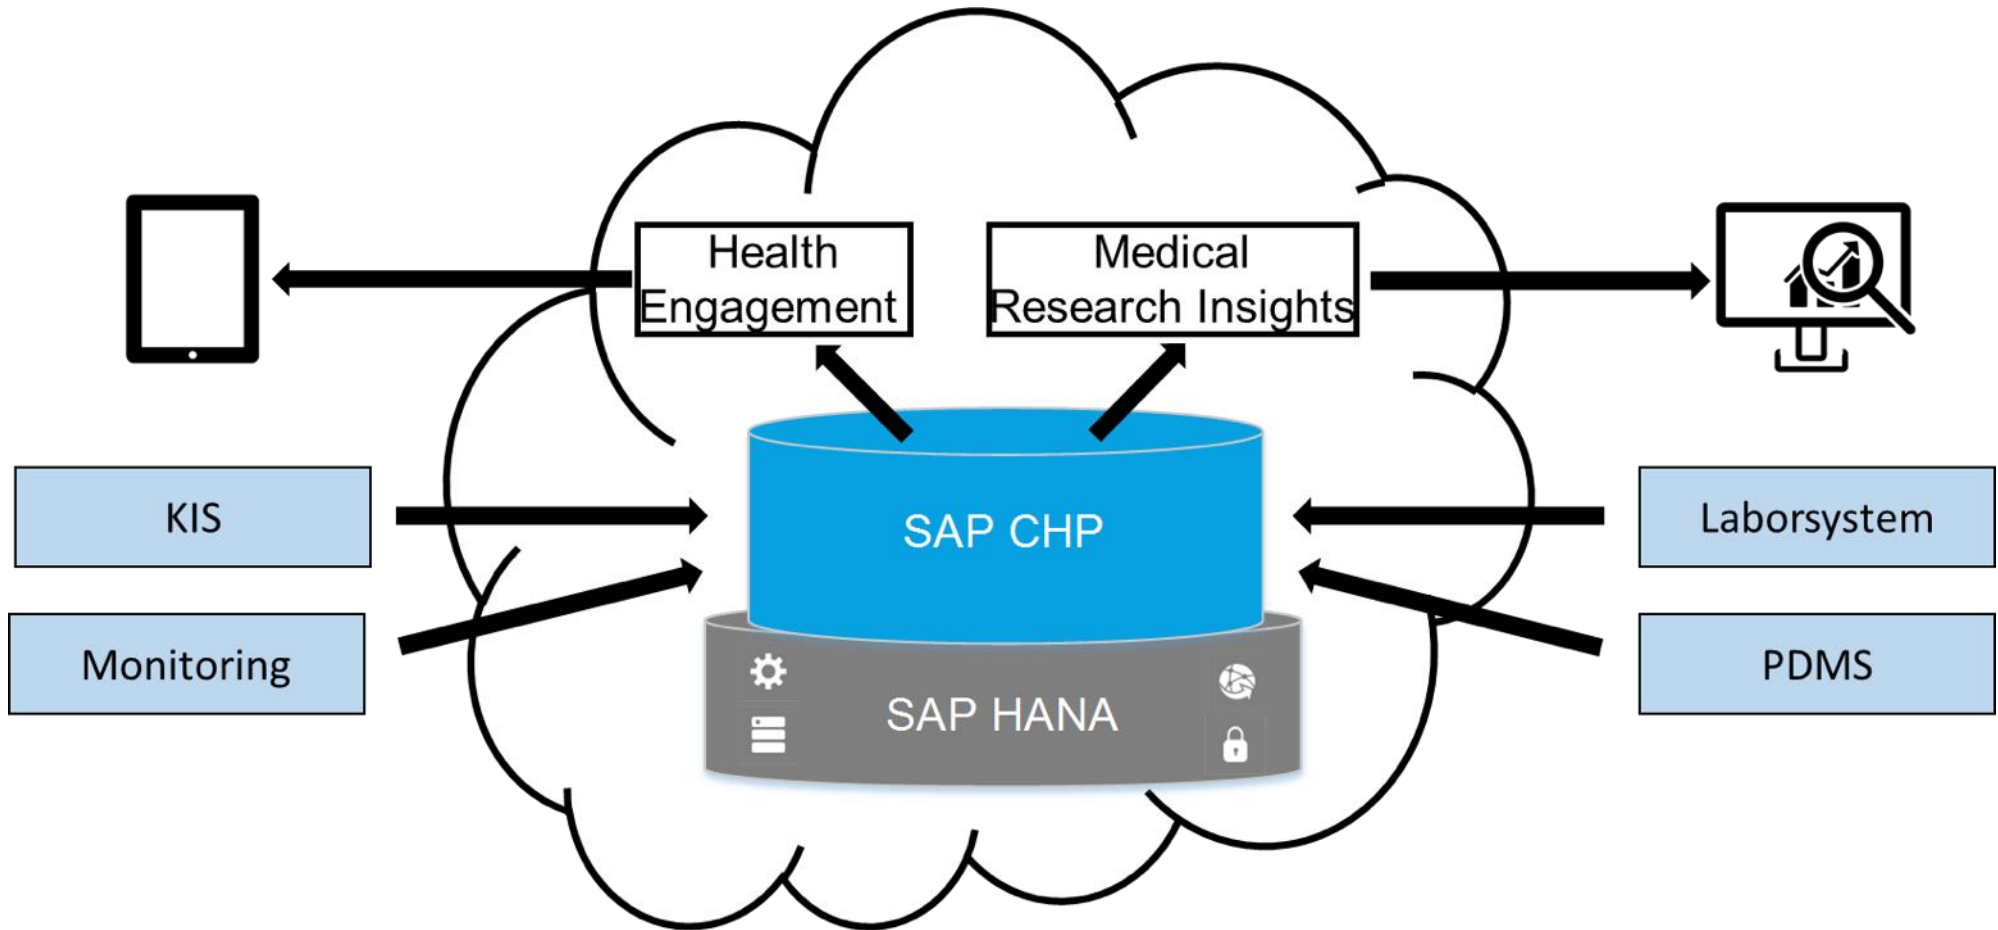 Health
Engagement
Medical
Research Insights
KIS
SAP CHP
Laborsystem
Monitoring
SAP HANA
PDMS